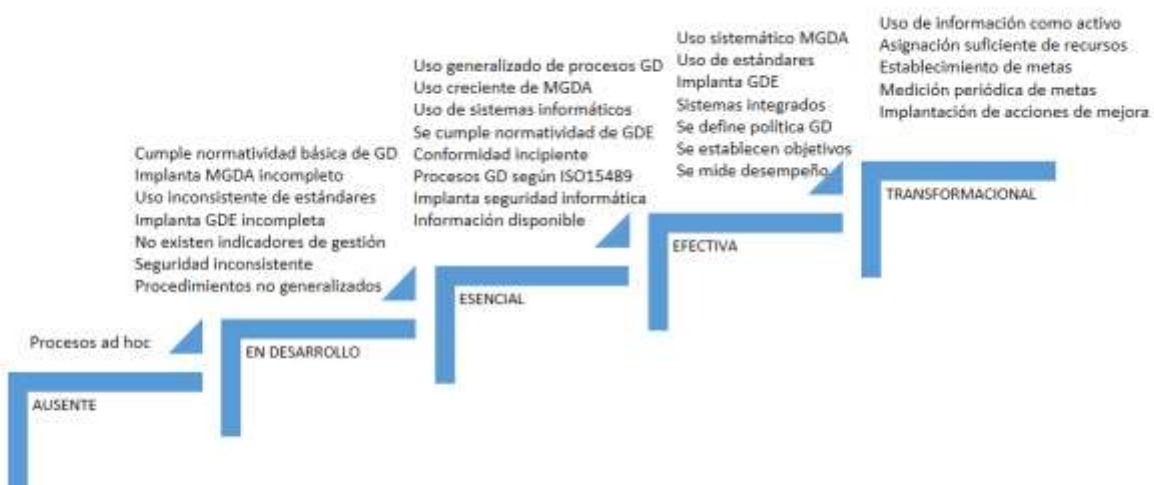 Procesos ad hoc
AUSENTE
Cumple normatividad básica de GD
Implanta MGDA incompleto
Uso inconsistente de estándares
Implanta GDE incompleta
No existen indicadores de gestión
Seguridad inconsistente
Procedimientos no generalizados
EN DESARROLLO
Uso generalizado de procesos GD
Uso creciente de MGDA
Uso de sistemas informáticos
Se cumple normatividad de GDE
Conformidad incipiente
Procesos GD según ISO15489
Implanta seguridad informática
Información disponible
ESENCIAL
Uso sistemático MGDA
Uso de estándares
Implanta GDE
Sistemas integrados
Se define política GD
Se establecen objetivos
Se mide desempeño
EFECTIVA
Uso de información como activo
Asignación suficiente de recursos
Establecimiento de metas
Medición periódica de metas
Implantación de acciones de mejora
TRANSFORMACIONAL